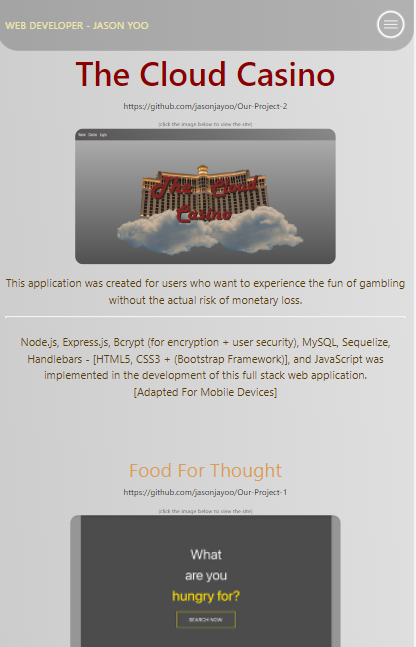 WEB DEVELOPER - JASON YOO
The Cloud Casino
https://github.com/jasonjayoo/Our-Project-2
(click the image below to view the site)
Home Casino Login
The Cloud
Casino
This application was created for users who want to experience the fun of gambling
without the actual risk of monetary loss.
Node.js, Express.js, Bcrypt (for encryption + user security), MySQL, Sequelize,
Handlebars - [HTML5, CSS3 + (Bootstrap Framework)], and JavaScript was
implemented in the development of this full stack web application.
[Adapted For Mobile Devices]
Food For Thought
https://github.com/jasonjayoo/Our-Project-1
(click the image below to view the site)
What
are you
hungry for?
SEARCH NOW